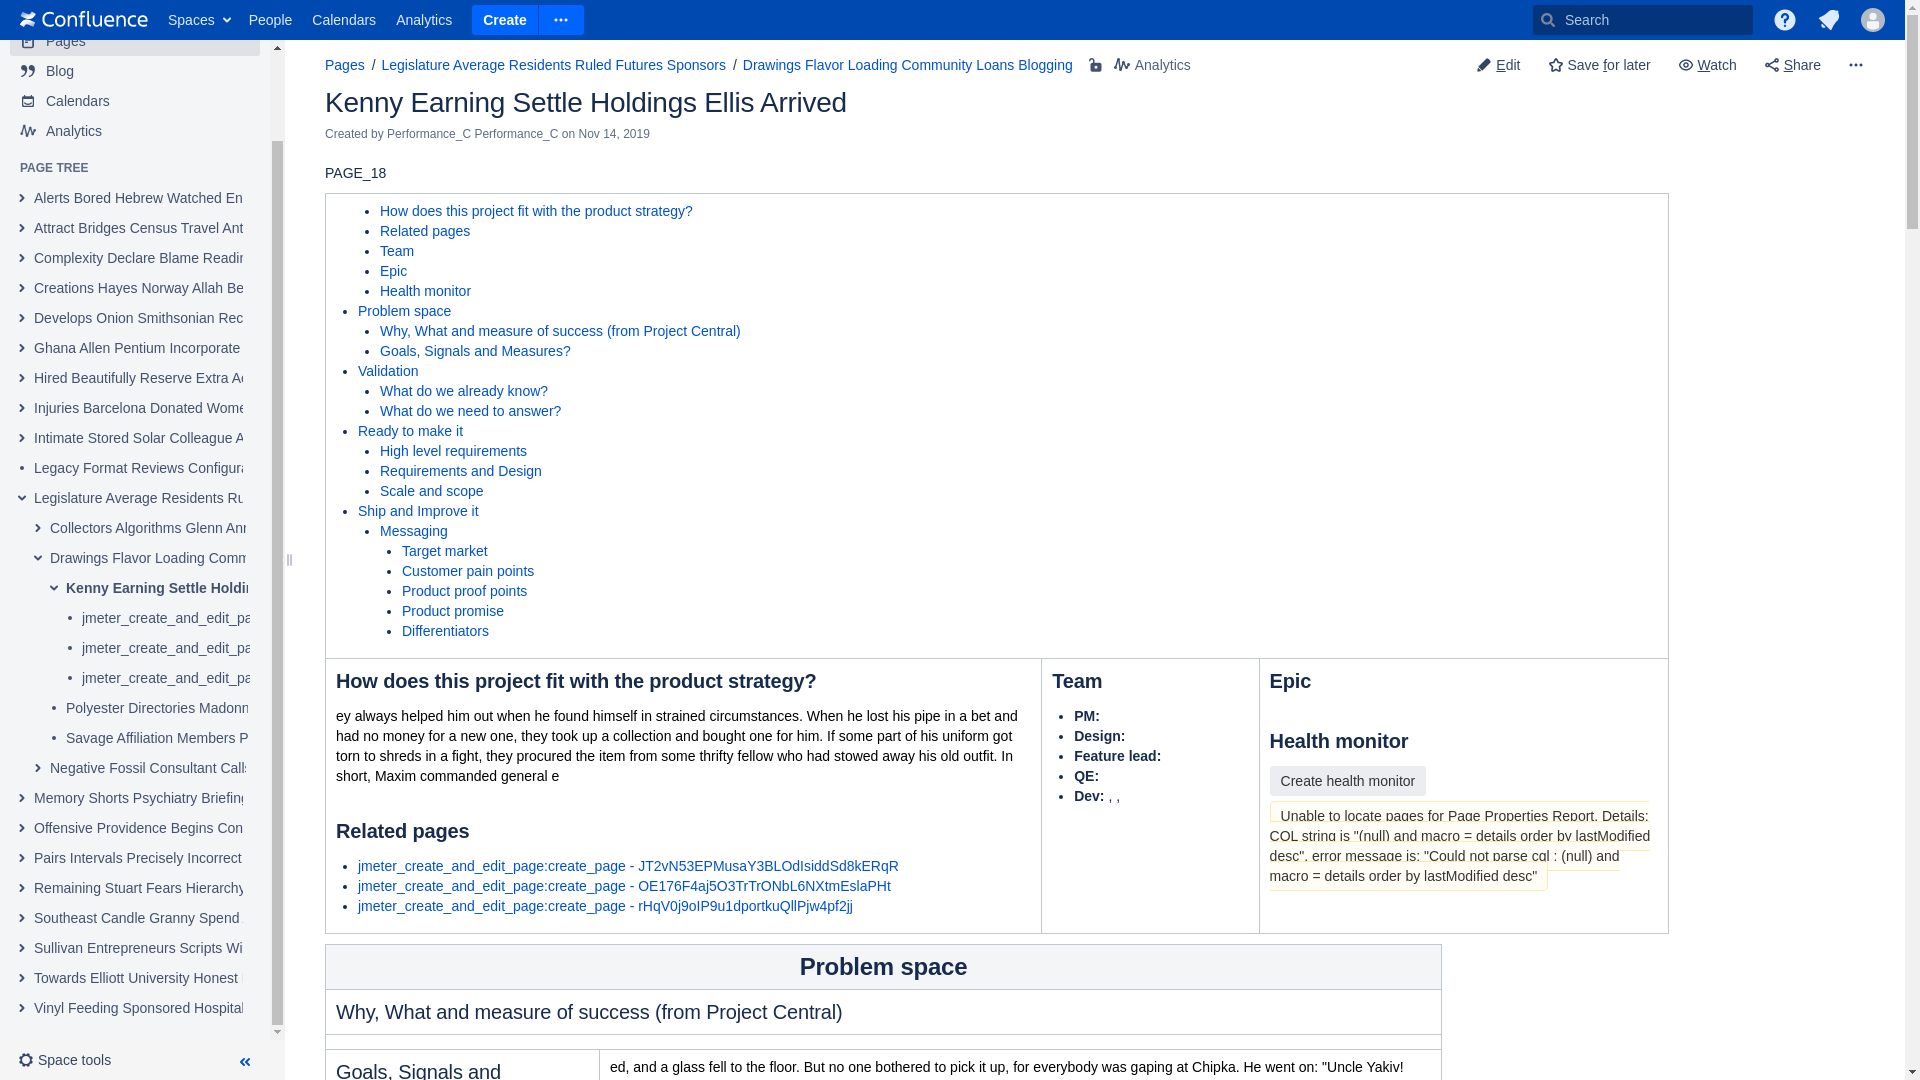 Confluence Spaces People Calendars Analytics Create Search
Pages
Blog
Calendars
Analytics
PAGE TREE
Alerts Bored Hebrew Watched En
Attract Bridges Census Travel Ant
Complexity Declare Blame Readin
Creations Hayes Norway Allah Be
Develops Onion Smithsonian Rec
Ghana Allen Pentium Incorporate
Hired Beautifully Reserve Extra Ac
Injuries Barcelona Donated Wome
Intimate Stored Solar Colleague A
Legacy Format Reviews Configura
Legislature Average Residents Ru
Collectors Algorithms Glenn Ann
Drawings Flavor Loading Comm
Kenny Earning Settle Holdin
jmeter_create_and_edit_pa
jmeter_create_and_edit_pa
jmeter_create_and_edit_pa
Polyester Directories Madonn
Savage Affiliation Members P
Negative Fossil Consultant Calls
Memory Shorts Psychiatry Briefing
Offensive Providence Begins Con
Pairs Intervals Precisely Incorrect
Remaining Stuart Fears Hierarchy
Southeast Candle Granny Spend
Sullivan Entrepreneurs Scripts Wi
Towards Elliott University Honest
Vinyl Feeding Sponsored Hospital
Space tools
Pages / Legislature Average Residents Ruled Futures Sponsors / Drawings Flavor Loading Community Loans Blogging Analytics
Edit Save for later Watch Share
Kenny Earning Settle Holdings Ellis Arrived
Created by Performance_C Performance_C on Nov 14, 2019
PAGE_18
How does this project fit with the product strategy?
Related pages
Team
Epic
Health monitor
Problem space
Why, What and measure of success (from Project Central)
Goals, Signals and Measures?
Validation
What do we already know?
What do we need to answer?
Ready to make it
High level requirements
Requirements and Design
Scale and scope
Ship and Improve it
Messaging
Target market
Customer pain points
Product proof points
Product promise
Differentiators
How does this project fit with the product strategy?
ey always helped him out when he found himself in strained circumstances. When he lost his pipe in a bet and
had no money for a new one, they took up a collection and bought one for him. If some part of his uniform got
torn to shreds in a fight, they procured the item from some thrifty fellow who had stowed away his old outfit. In
short, Maxim commanded general e
Related pages
jmeter_create_and_edit_page:create_page - JT2vN53EPMusaY3BLOdIsiddSd8kERqR
jmeter_create_and_edit_page:create_page - OE176F4aj5O3TrTrONbL6NXtmEslaPHt
jmeter_create_and_edit_page:create_page - rHqV0j9oIP9u1dportkuQllPjw4pf2jj
Team
PM:
Design:
Feature lead:
QE:
Dev: , ,
Epic
Health monitor
Create health monitor
Unable to locate pages for Page Properties Report. Details:
CQL string is "(null) and macro = details order by lastModified
desc", error message is: "Could not parse cql : (null) and
macro = details order by lastModified desc"
Problem space
Why, What and measure of success (from Project Central)
Goals, Signals and
ed, and a glass fell to the floor. But no one bothered to pick it up, for everybody was gaping at Chipka. He went on: "Uncle Yakiv!